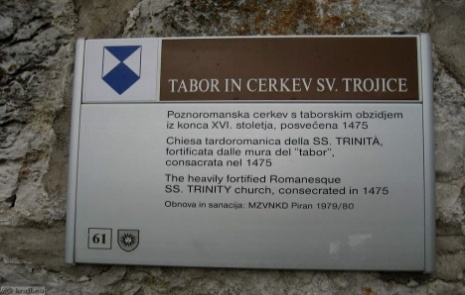 TABOR IN CERKEV SV. TROJICE
Poznoromanska cerkev s taborskim obzidjem
iz konca XVI. stoletja, posvečena 1475
Chiesa tardoromanica della SS. TRINITÀ,
fortificata dalle mura del "tabor",
consacrata nel 1475
The heavily fortified Romanesque
SS. TRINITY church, consecrated in 1475
Obnova in sanacija: MZVNKD Piran 1979/80
61